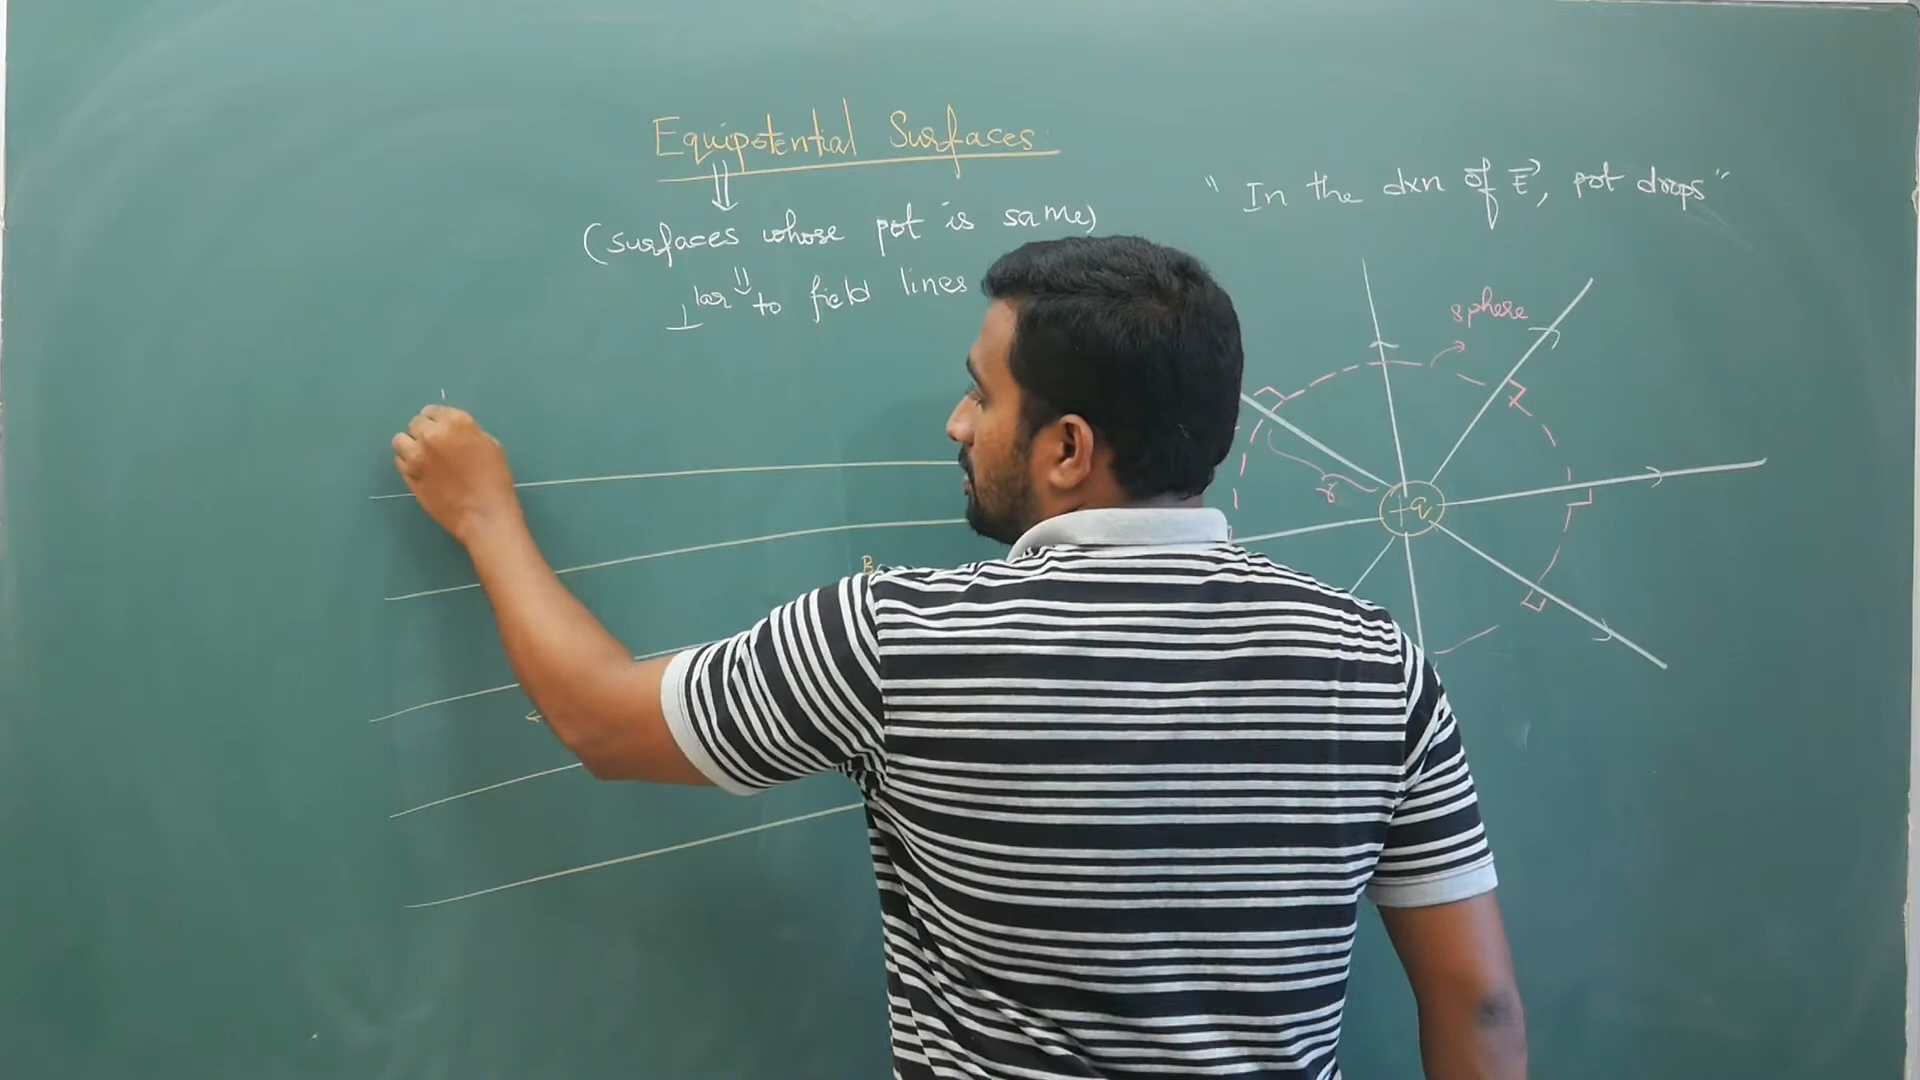 Equipotential Surfaces:
(surfaces whose pot is same)
⊥lar to field lines
"In the dxn of E⃗, pot drops"
sphere
r
+q
B